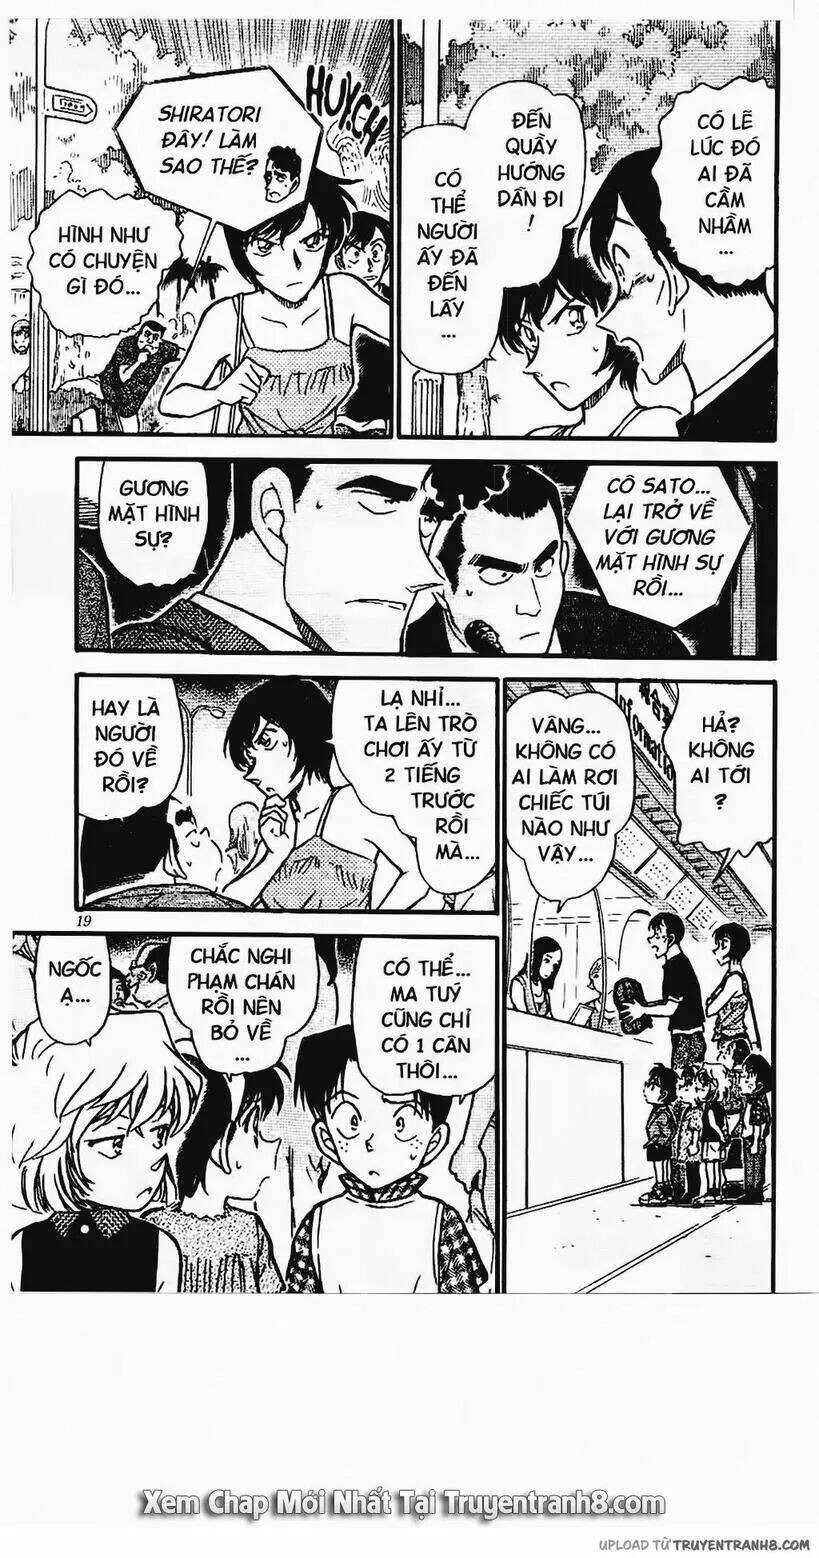 CÓ LẼ
LÚC ĐÓ
AI ĐÃ
CẦM
NHẦM
...
ĐẾN
QUẦY
HƯỚNG
DẪN ĐI
!
CÓ
THỂ
NGƯỜI
ẤY ĐÃ
ĐẾN
LẤY
...
HUỴCH
SHIRATORI
ĐÂY! LÀM
SAO THẾ?
HÌNH NHƯ
CÓ CHUYỆN
GÌ ĐÓ...
CÔ SATO...
LẠI TRỞ VỀ
VỚI GƯƠNG
MẶT HÌNH SỰ
RỒI...
GƯƠNG
MẶT HÌNH
SỰ?
HẢ?
KHÔNG
AI TỚI
?
Information
VÂNG...
KHÔNG CÓ
AI LÀM RƠI
CHIẾC TÚI
NÀO NHƯ
VẬY...
LẠ NHỈ...
TA LÊN TRÒ
CHƠI ẤY TỪ
2 TIẾNG
TRƯỚC
RỒI
MÀ...
HAY LÀ
NGƯỜI
ĐÓ VỀ
RỒI?
19
CÓ THỂ...
MA TUÝ
CŨNG CHỈ
CÓ 1 CÂN
THÔI...
CHẮC NGHI
PHẠM CHÁN
RỒI NÊN
BỎ VỀ
...
NGỐC
Ạ...
Xem Chap Mới Nhất Tại Truyentranh8.com
UPLOAD TỪ TRUYENTRANH8.COM